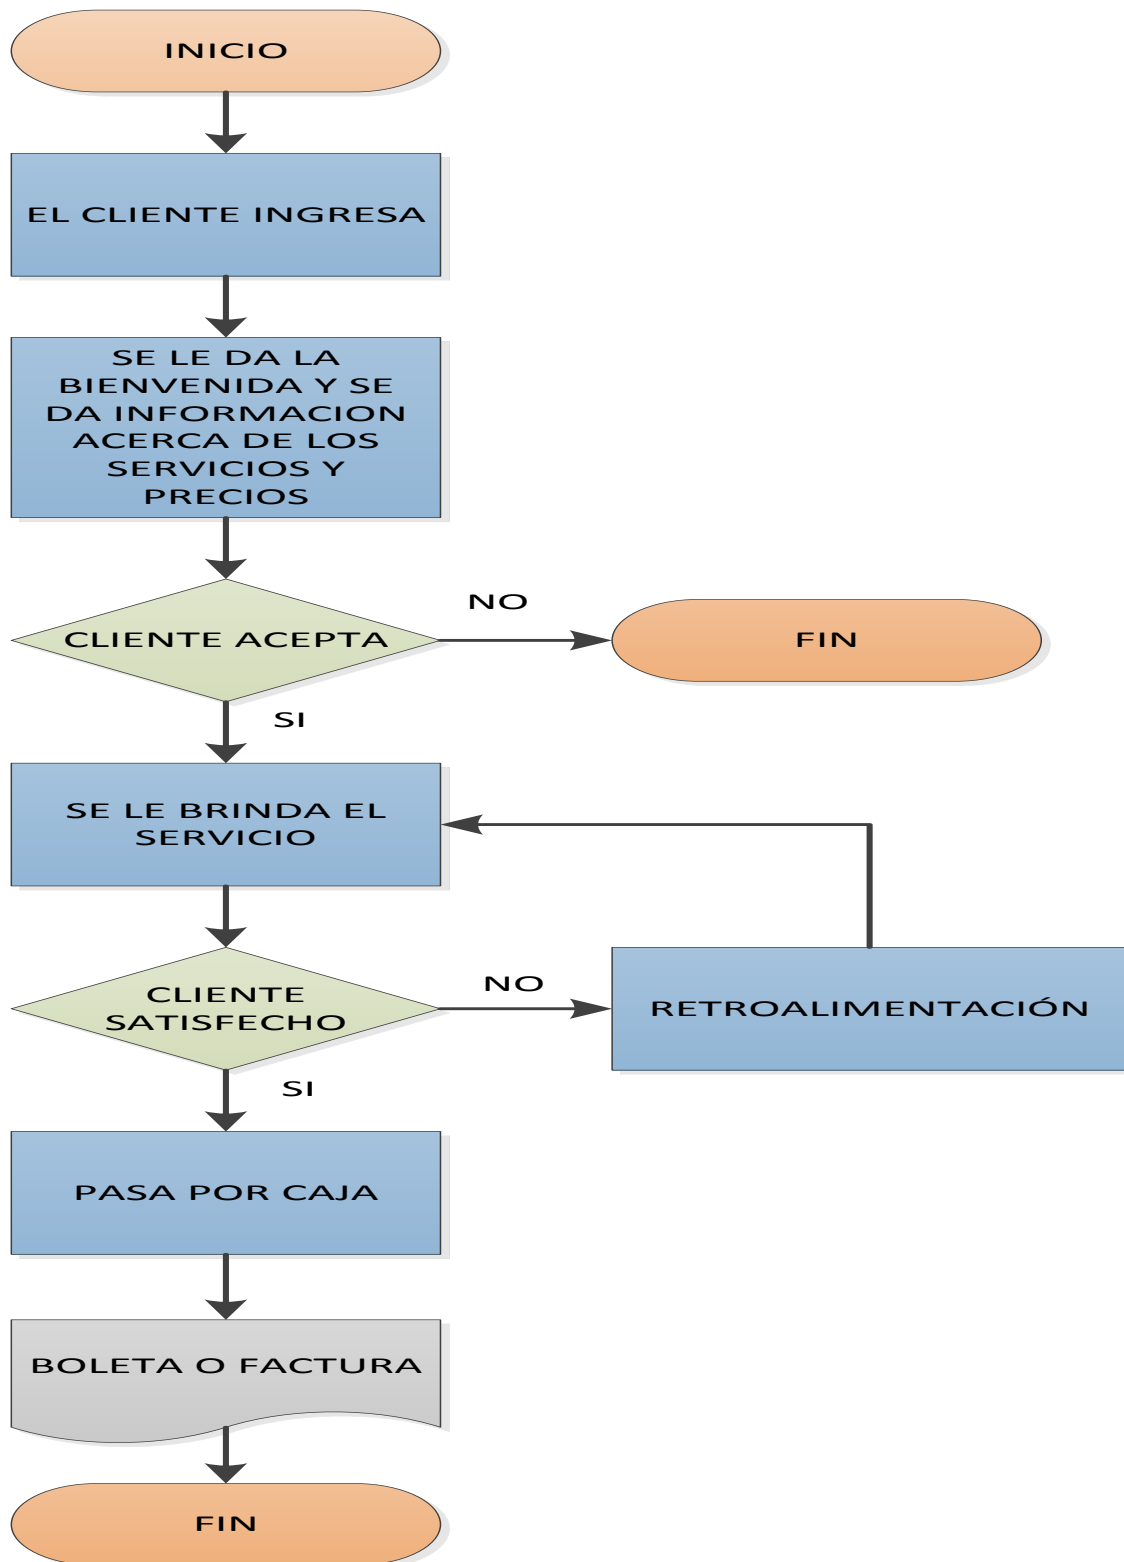 INICIO
EL CLIENTE INGRESA
SE LE DA LA
BIENVENIDA Y SE
DA INFORMACION
ACERCA DE LOS
SERVICIOS Y
PRECIOS
CLIENTE ACEPTA
NO
FIN
SI
SE LE BRINDA EL
SERVICIO
CLIENTE
SATISFECHO
NO
RETROALIMENTACIÓN
SI
PASA POR CAJA
BOLETA O FACTURA
FIN